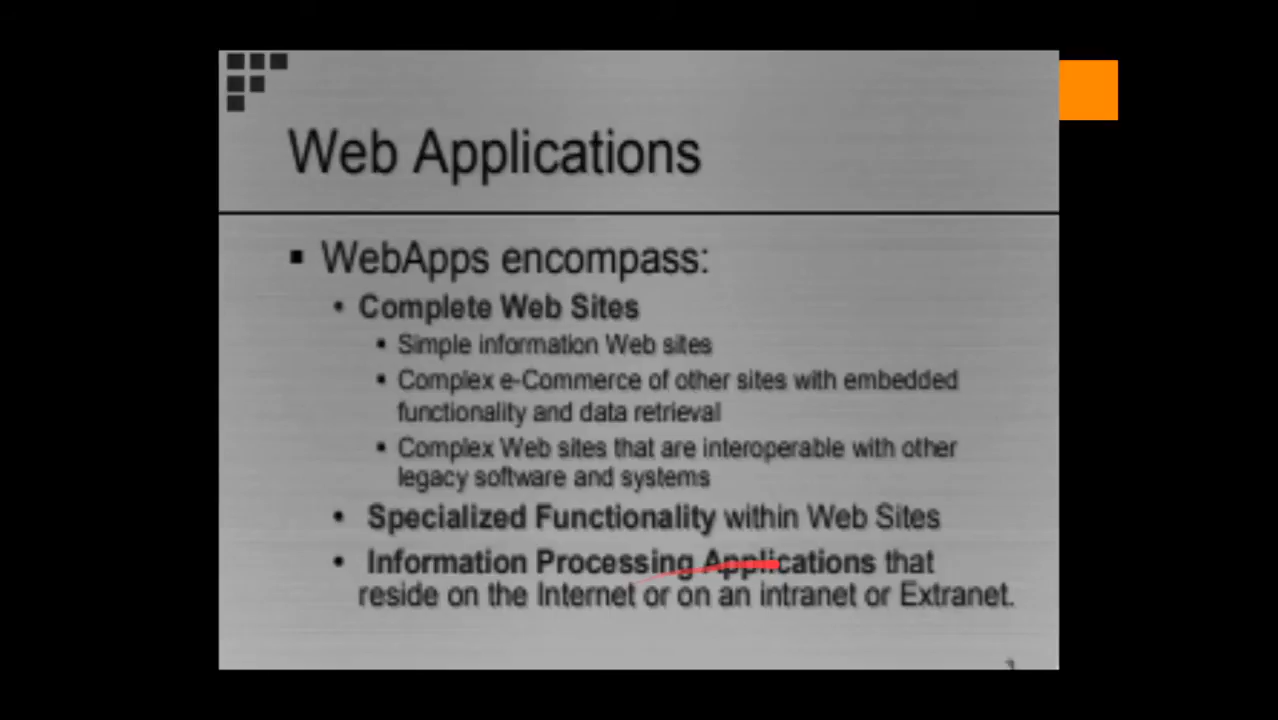 Web Applications
WebApps encompass:
Complete Web Sites
Simple information Web sites
Complex e-Commerce of other sites with embedded
functionality and data retrieval
Complex Web sites that are interoperable with other
legacy software and systems
Specialized Functionality within Web Sites
Information Processing Applications that
reside on the Internet or on an intranet or Extranet.